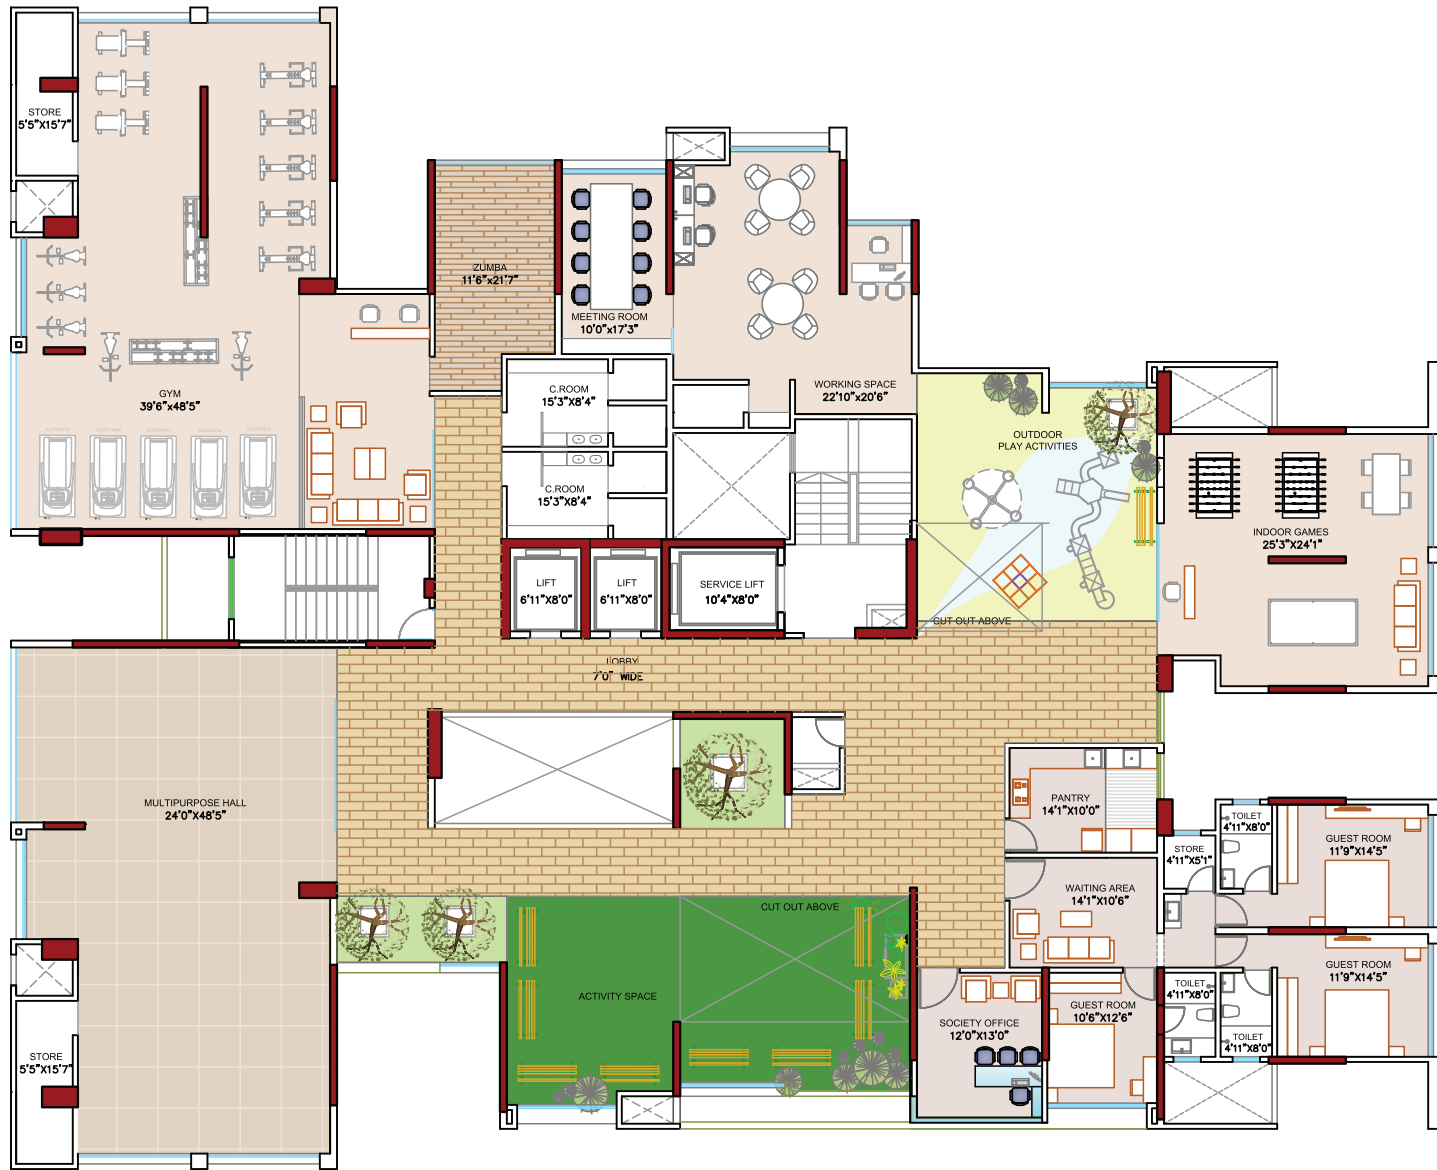 STORE
5'5"X15'7"
ZUMBA
11'6"x21'7"
MEETING ROOM
10'0"x17'3"
GYM
39'6"x48'5"
C.ROOM
15'3"X8'4"
WORKING SPACE
22'10"x20'6"
OUTDOOR
PLAY ACTIVITIES
C.ROOM
15'3"X8'4"
INDOOR GAMES
25'3"X24'1"
LIFT
6'11"X8'0"
LIFT
6'11"X8'0"
SERVICE LIFT
10'4"X8'0"
CUT OUT ABOVE
LOBBY
7'0" WIDE
MULTIPURPOSE HALL
24'0"X48'5"
PANTRY
14'1"X10'0"
TOILET
4'11"X8'0"
GUEST ROOM
11'9"X14'5"
STORE
4'11"X5'1"
WAITING AREA
14'1"X10'6"
CUT OUT ABOVE
GUEST ROOM
11'9"X14'5"
ACTIVITY SPACE
TOILET
4'11"X8'0"
GUEST ROOM
10'6"X12'6"
SOCIETY OFFICE
12'0"X13'0"
TOILET
4'11"X8'0"
STORE
5'5"X15'7"